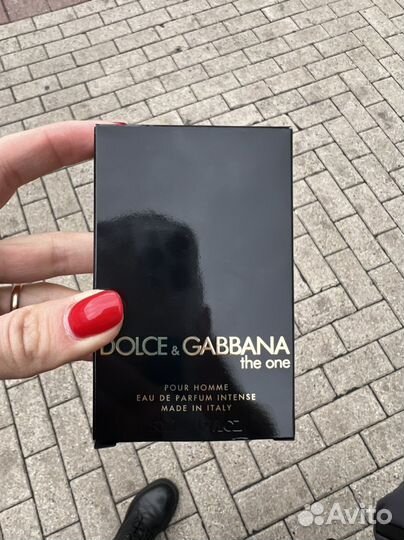 DOLCE & GABBANA
the one
POUR HOMME
EAU DE PARFUM INTENSE
MADE IN ITALY
Avito